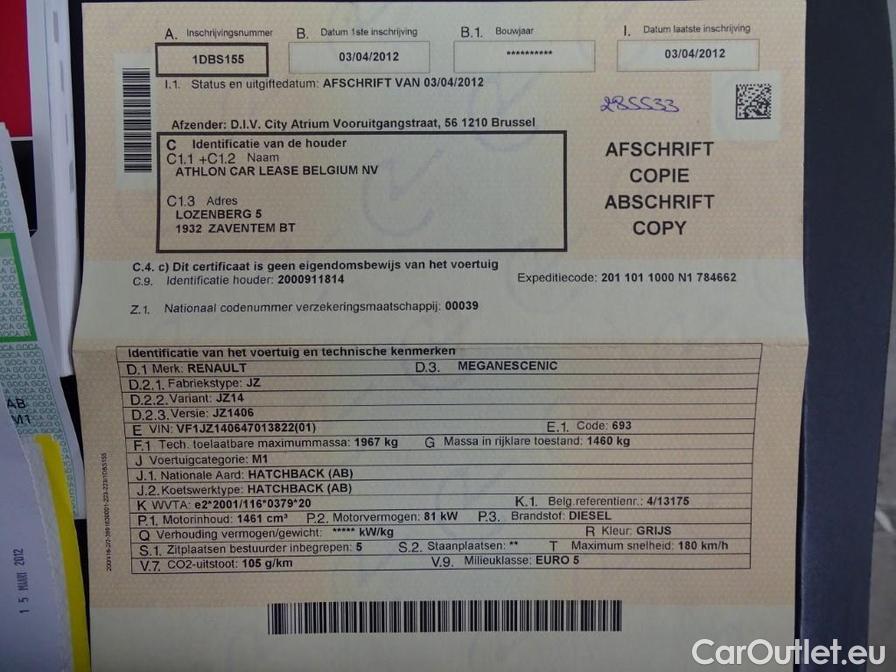 A. Inschrijvingsnummer B. Datum 1ste inschrijving B.1. Bouwjaar I. Datum laatste inschrijving
1DBS155 03/04/2012 ********** 03/04/2012
I.1. Status en uitgiftedatum: AFSCHRIFT VAN 03/04/2012
285533
Afzender: D.I.V. City Atrium Vooruitgangstraat, 56 1210 Brussel
C Identificatie van de houder
C1.1 +C1.2 Naam
ATHLON CAR LEASE BELGIUM NV
C1.3 Adres
LOZENBERG 5
1932 ZAVENTEM BT
AFSCHRIFT
COPIE
ABSCHRIFT
COPY
C.4. c) Dit certificaat is geen eigendomsbewijs van het voertuig
C.9. Identificatie houder: 2000911814 Expeditiecode: 201 101 1000 N1 784662
Z.1. Nationaal codenummer verzekeringsmaatschappij: 00039
Identificatie van het voertuig en technische kenmerken
D.1 Merk: RENAULT D.3. MEGANESCENIC
D.2.1. Fabriekstype: JZ
D.2.2. Variant: JZ14
D.2.3. Versie: JZ1406
E VIN: VF1JZ140647013822(01) E.1. Code: 693
F.1 Tech. toelaatbare maximummassa: 1967 kg G Massa in rijklare toestand: 1460 kg
J Voertuigcategorie: M1
J.1. Nationale Aard: HATCHBACK (AB)
J.2. Koetswerktype: HATCHBACK (AB)
K WVTA: e2*2001/116*0379*20 K.1. Belg.referentienr.: 4/13175
P.1. Motorinhoud: 1461 cm³ P.2. Motorvermogen: 81 kW P.3. Brandstof: DIESEL
Q Verhouding vermogen/gewicht: ***** kW/kg R Kleur: GRIJS
S.1. Zitplaatsen bestuurder inbegrepen: 5 S.2. Staanplaatsen: ** T Maximum snelheid: 180 km/h
V.7. CO2-uitstoot: 105 g/km V.9. Milieuklasse: EURO 5
AB
M1
15 MAART 2012
CarOutlet.eu